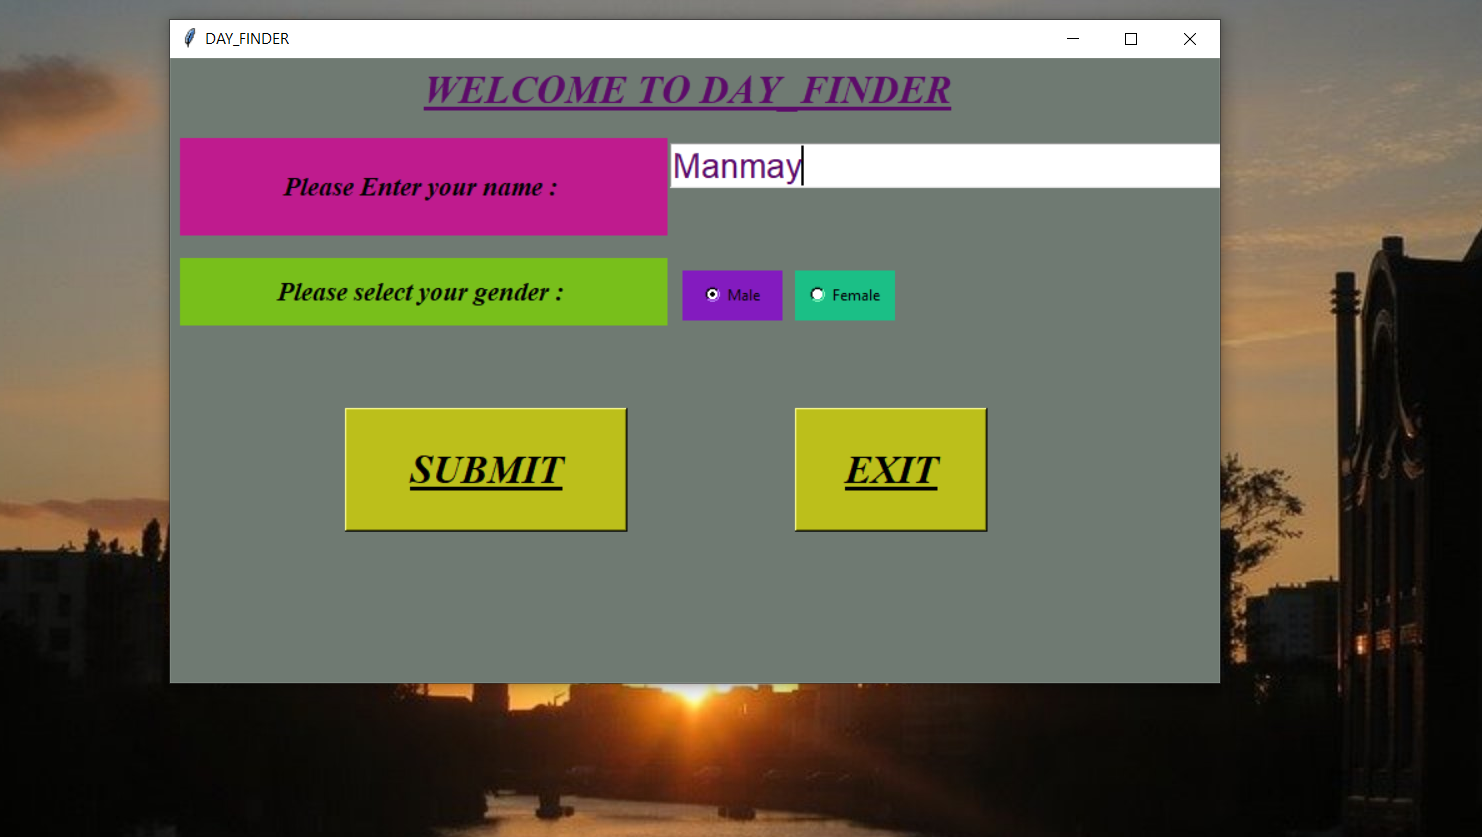 DAY_FINDER
WELCOME TO DAY_FINDER
Please Enter your name :
Manmay
Please select your gender :
Male
Female
SUBMIT
EXIT